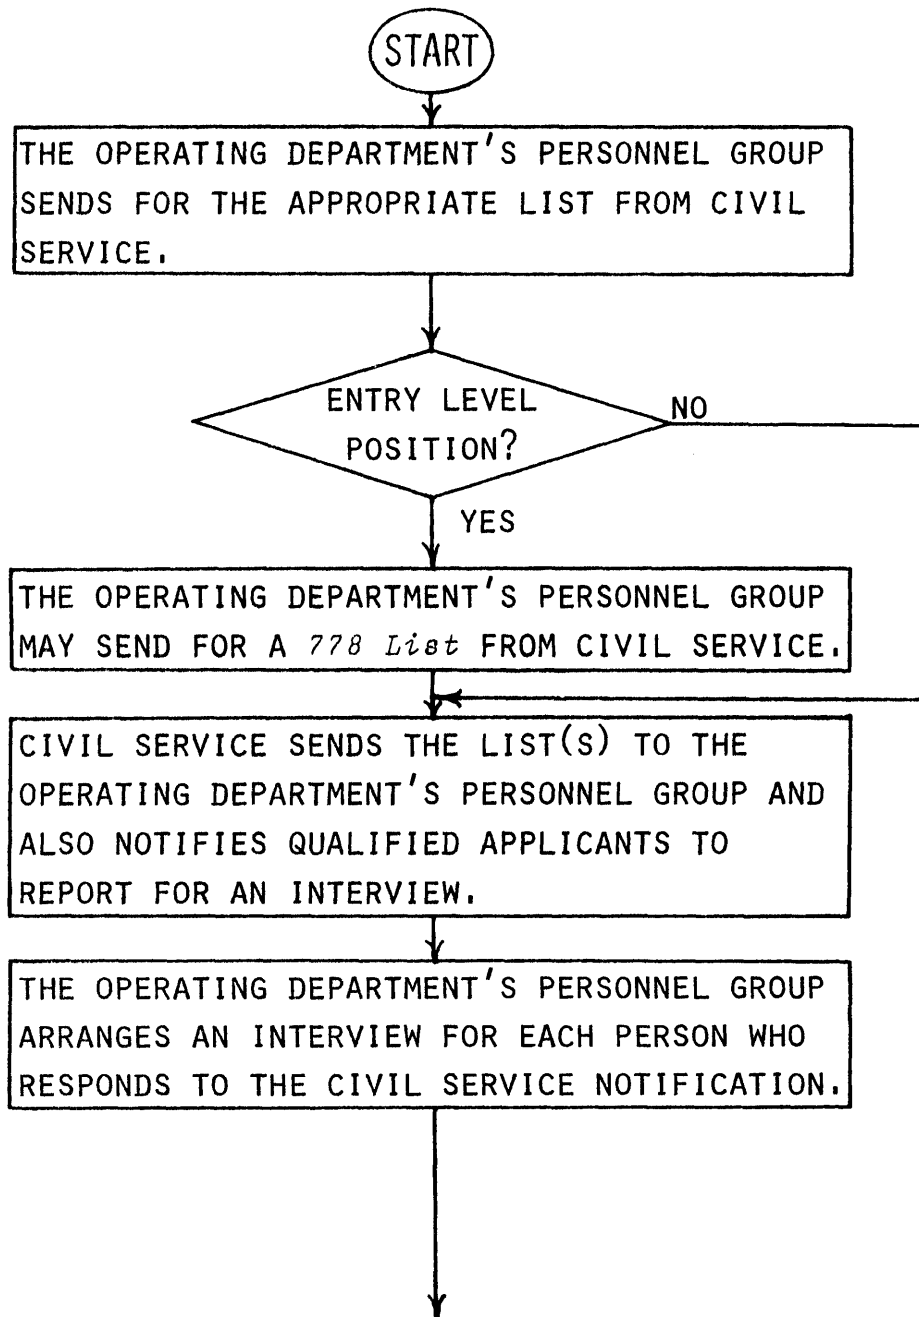 START
THE OPERATING DEPARTMENT'S PERSONNEL GROUP
SENDS FOR THE APPROPRIATE LIST FROM CIVIL
SERVICE.
ENTRY LEVEL
POSITION?
NO
YES
THE OPERATING DEPARTMENT'S PERSONNEL GROUP
MAY SEND FOR A 778 List FROM CIVIL SERVICE.
CIVIL SERVICE SENDS THE LIST(S) TO THE
OPERATING DEPARTMENT'S PERSONNEL GROUP AND
ALSO NOTIFIES QUALIFIED APPLICANTS TO
REPORT FOR AN INTERVIEW.
THE OPERATING DEPARTMENT'S PERSONNEL GROUP
ARRANGES AN INTERVIEW FOR EACH PERSON WHO
RESPONDS TO THE CIVIL SERVICE NOTIFICATION.